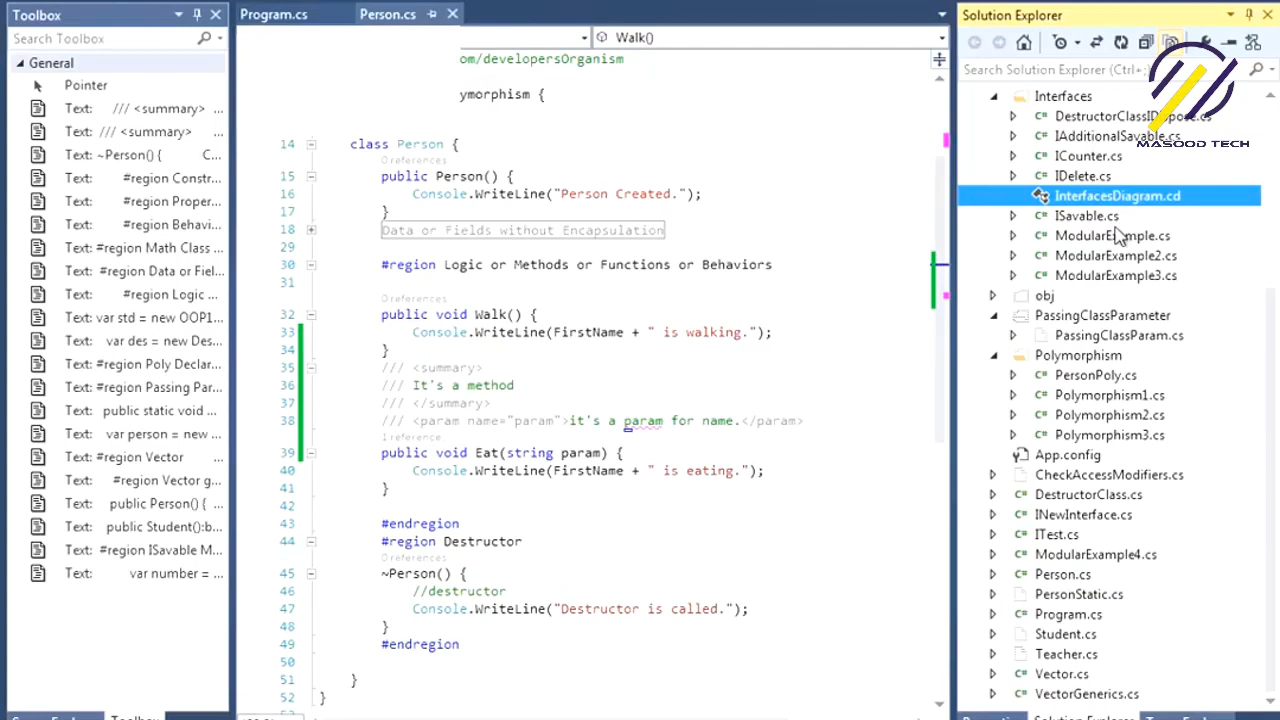 Toolbox
Search Toolbox
General
Pointer
Text: /// <summary> ...
Text: /// <summary> ...
Text: ~Person() { C...
Text: #region Constr...
Text: #region Proper...
Text: #region Behavi...
Text: #region Math Class ...
Text: #region Data or Fiel...
Text: #region Logic ...
Text: var std = new OOP1...
Text: var des = new Des...
Text: #region Poly Declar...
Text: #region Passing Par...
Text: public static void ...
Text: var person = new ...
Text: #region Vector
Text: #region Vector g...
Text: public Person() { ...
Text: public Student():b...
Text: #region ISavable M...
Text: var number = ...
Toolbox
Program.cs Person.cs
Walk()
om/developersOrganism
ymorphism {
14 class Person {
0 references
15 public Person() {
16 Console.WriteLine("Person Created.");
17 }
18 Data or Fields without Encapsulation
29
30 #region Logic or Methods or Functions or Behaviors
31
0 references
32 public void Walk() {
33 Console.WriteLine(FirstName + " is walking.");
34 }
35 /// <summary>
36 /// It's a method
37 /// </summary>
38 /// <param name="param">it's a param for name.</param>
1 reference
39 public void Eat(string param) {
40 Console.WriteLine(FirstName + " is eating.");
41 }
42
43 #endregion
44 #region Destructor
0 references
45 ~Person() {
46 //destructor
47 Console.WriteLine("Destructor is called.");
48 }
49 #endregion
50
51 }
52 }
Solution Explorer
Search Solution Explorer (Ctrl+;
MASOOD TECH
Interfaces
DestructorClassIDispose.cs
IAdditionalSavable.cs
ICounter.cs
IDelete.cs
InterfacesDiagram.cd
ISavable.cs
ModularExample.cs
ModularExample2.cs
ModularExample3.cs
obj
PassingClassParameter
PassingClassParam.cs
Polymorphism
PersonPoly.cs
Polymorphism1.cs
Polymorphism2.cs
Polymorphism3.cs
App.config
CheckAccessModifiers.cs
DestructorClass.cs
INewInterface.cs
ITest.cs
ModularExample4.cs
Person.cs
PersonStatic.cs
Program.cs
Student.cs
Teacher.cs
Vector.cs
VectorGenerics.cs
Solution Explorer